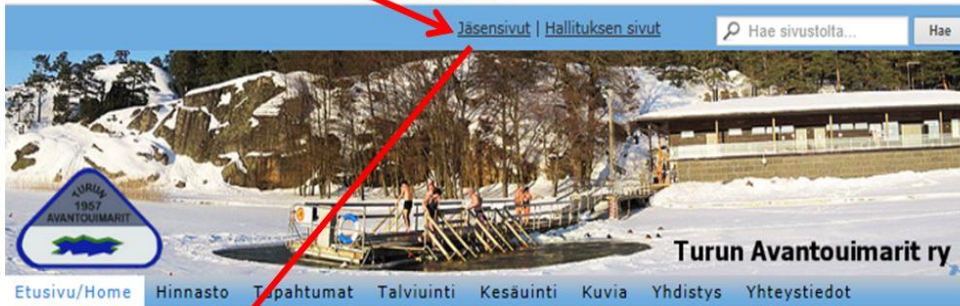 Jäsensivut | Hallituksen sivut Hae sivustolta... Hae
TURUN
1957
AVANTOUIMARIT
Turun Avantouimarit ry
Etusivu/Home Hinnasto Tapahtumat Talviuinti Kesäuinti Kuvia Yhdistys Yhteystiedot